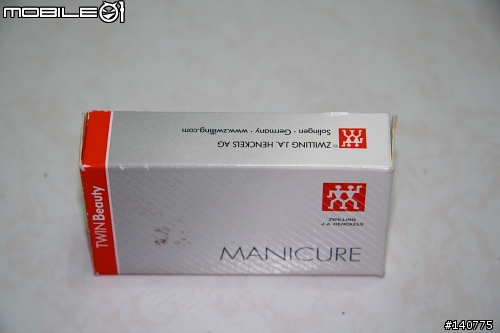 MOBILE01
© ZWILLING J.A. HENCKELS AG
Solingen - Germany - www.zwilling.com
TWIN Beauty
ZWILLING
J.A. HENCKELS
MANICURE
#140775